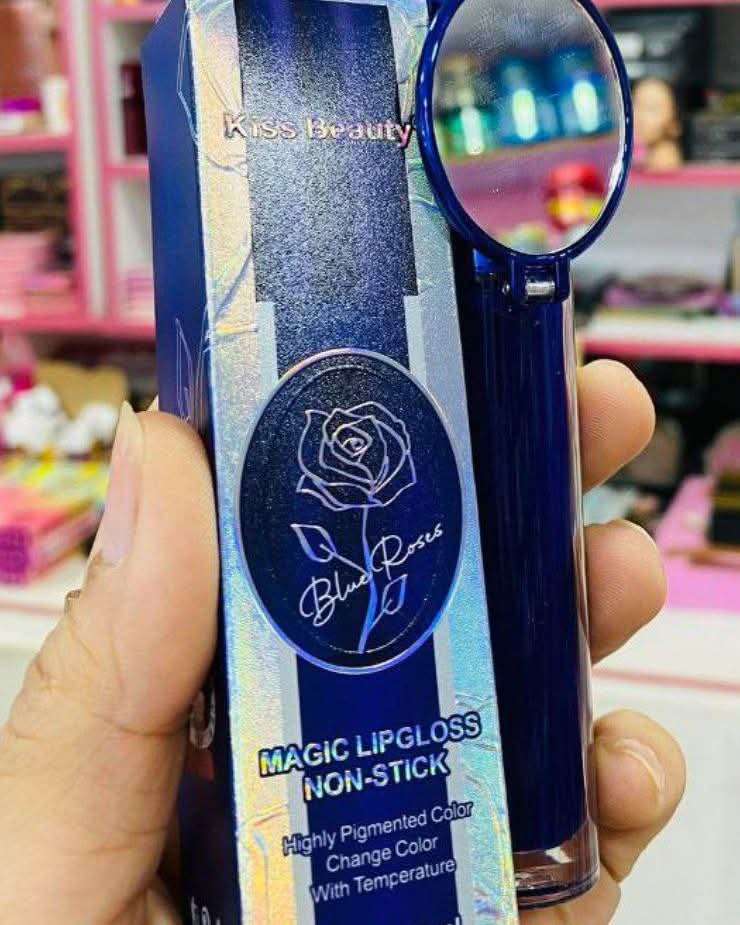 Kiss Beauty
Blue Roses
MAGIC LIPGLOSS
NON-STICK
Highly Pigmented Color
Change Color
With Temperature